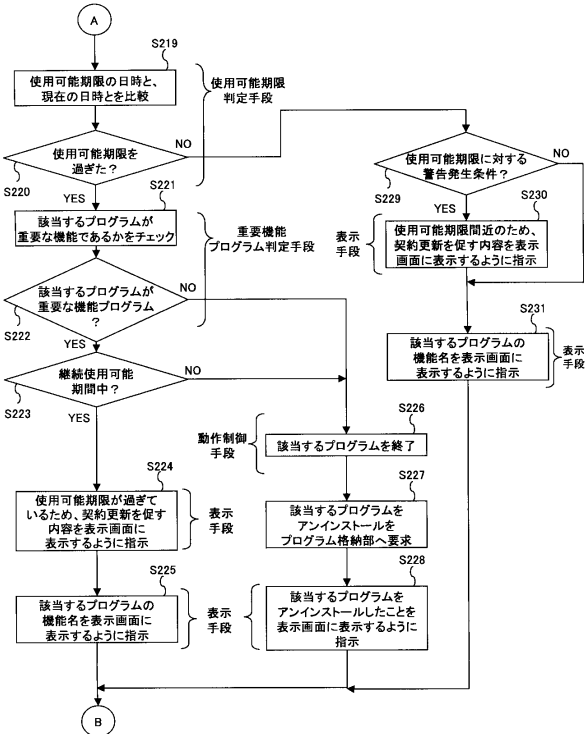 A
S219
使用可能期限の日時と、
現在の日時とを比較
使用可能期限
判定手段
使用可能期限を
過ぎた?
NO
S220
YES
S221
該当するプログラムが
重要な機能であるかをチェック
重要機能
プログラム判定手段
該当するプログラムが
重要な機能プログラム
?
NO
S222
YES
継続使用可能
期間中?
NO
S223
YES
S224
使用可能期限が過ぎて
いるため、契約更新を促す
内容を表示画面に
表示するように指示
表示
手段
S225
該当するプログラムの
機能名を表示画面に
表示するように指示
表示
手段
S226
動作制御
手段
該当するプログラムを終了
S227
該当するプログラムを
アンインストールを
プログラム格納部へ要求
S228
該当するプログラムを
アンインストールしたことを
表示画面に表示するように
指示
使用可能期限に対する
警告発生条件?
NO
S229
YES
S230
表示
手段
使用可能期限間近のため、
契約更新を促す内容を表示
画面に表示するように指示
S231
該当するプログラムの
機能名を表示画面に
表示するように指示
表示
手段
B